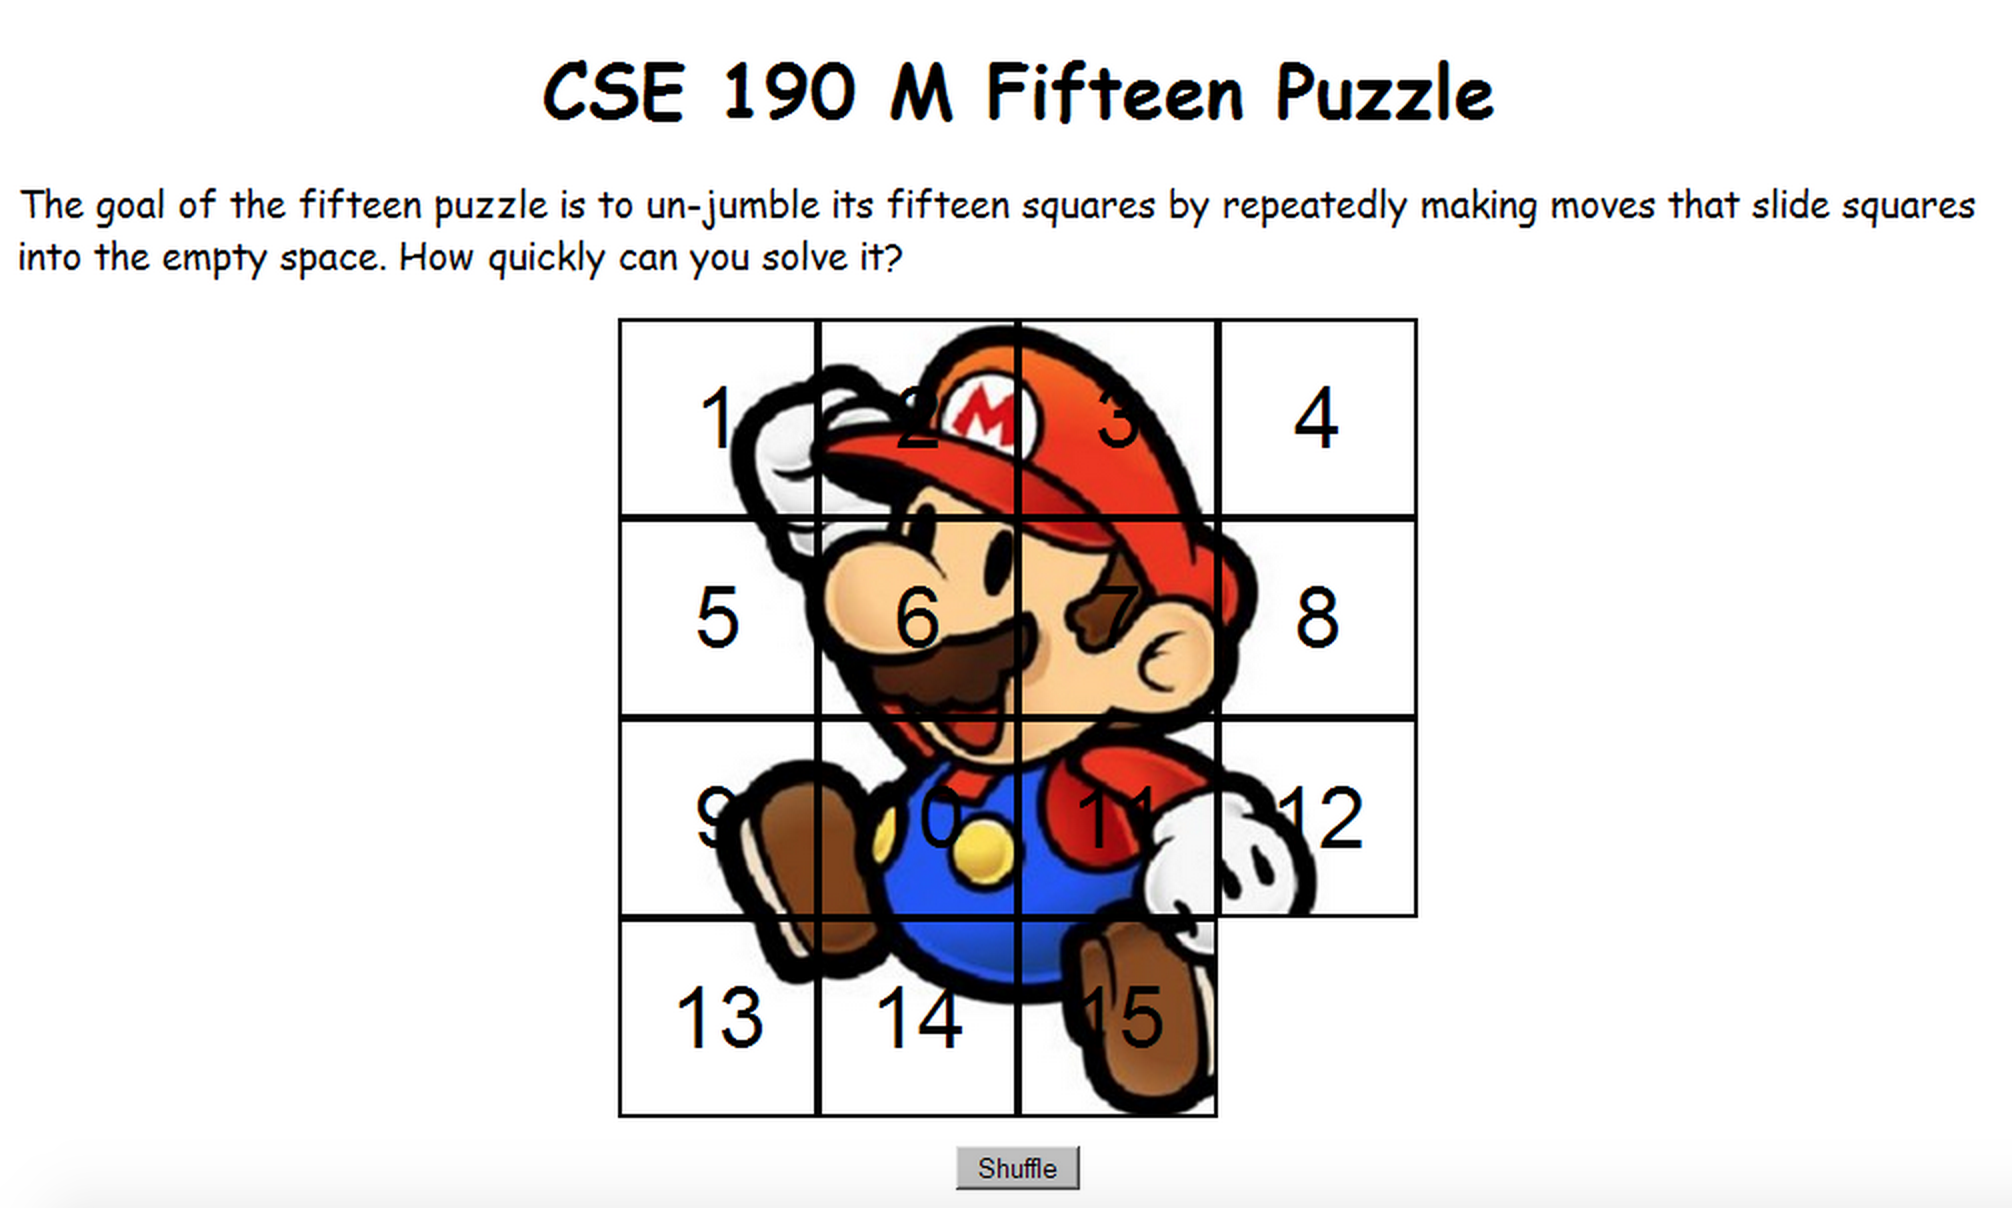 CSE 190 M Fifteen Puzzle
The goal of the fifteen puzzle is to un-jumble its fifteen squares by repeatedly making moves that slide squares
into the empty space. How quickly can you solve it?
1 2 M 3 4
5 6 7 8
9 0 11 12
13 14 15
Shuffle